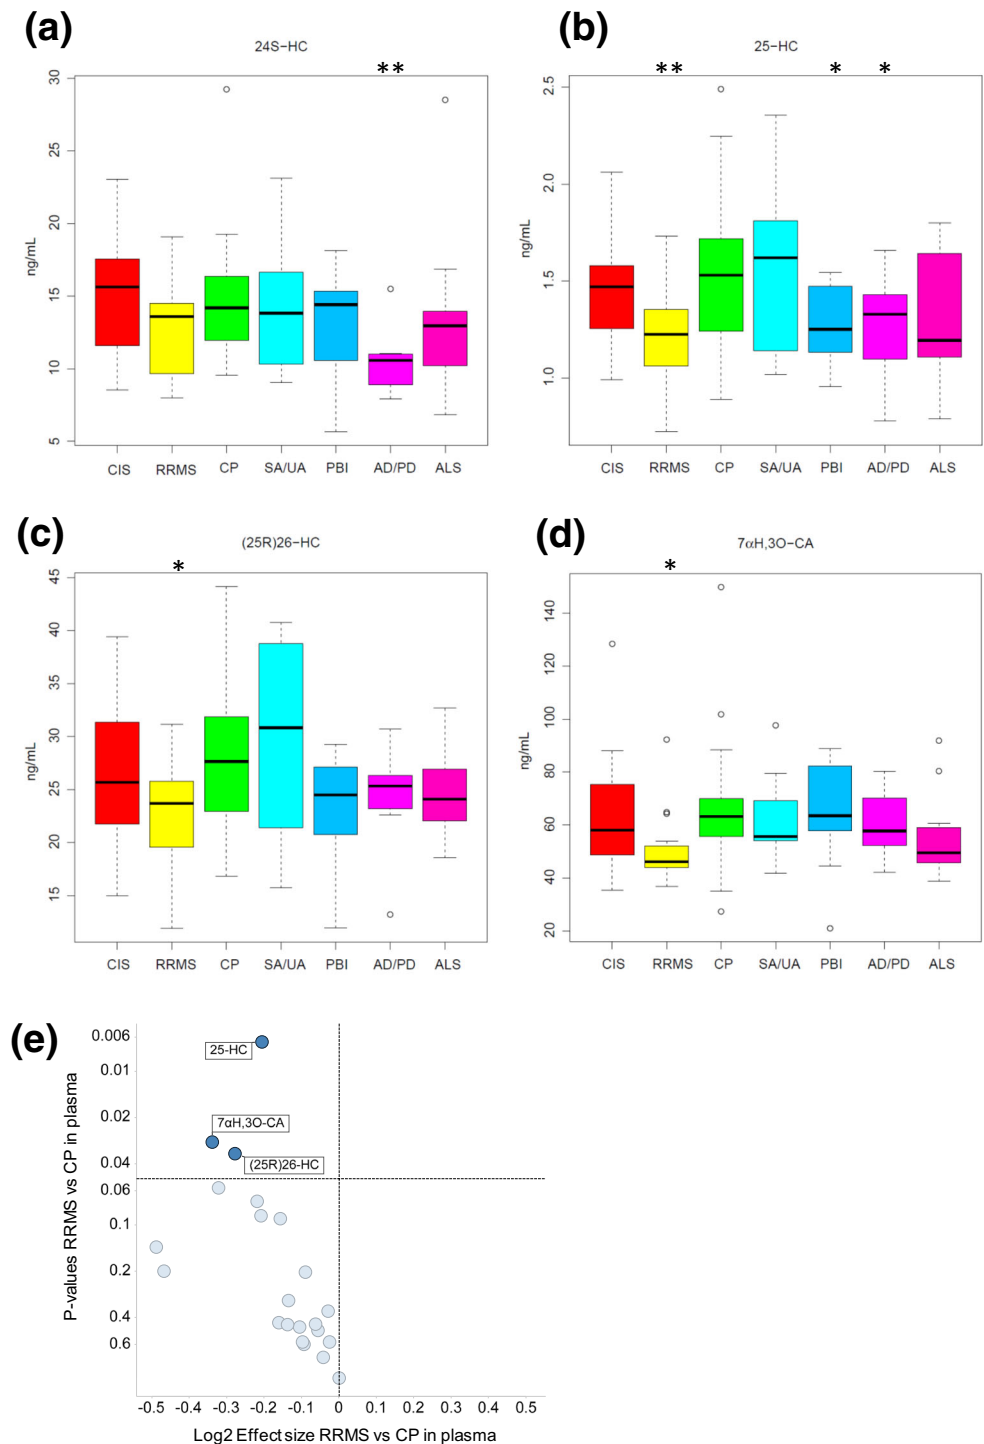 (a)
24S−HC
**
ng/mL
30
25
20
15
10
5
CIS RRMS CP SA/UA PBI AD/PD ALS
(b)
25−HC
** * *
ng/mL
2.5
2.0
1.5
1.0
CIS RRMS CP SA/UA PBI AD/PD ALS
(c)
(25R)26−HC
*
ng/mL
45
40
35
30
25
20
15
CIS RRMS CP SA/UA PBI AD/PD ALS
(d)
7αH,3O−CA
*
ng/mL
140
120
100
80
60
40
20
CIS RRMS CP SA/UA PBI AD/PD ALS
(e)
P-values RRMS vs CP in plasma
0.006
0.01
0.02
0.04
0.06
0.1
0.2
0.4
0.6
25-HC
7αH,3O-CA
(25R)26-HC
-0.5 -0.4 -0.3 -0.2 -0.1 0 0.1 0.2 0.3 0.4 0.5
Log2 Effect size RRMS vs CP in plasma